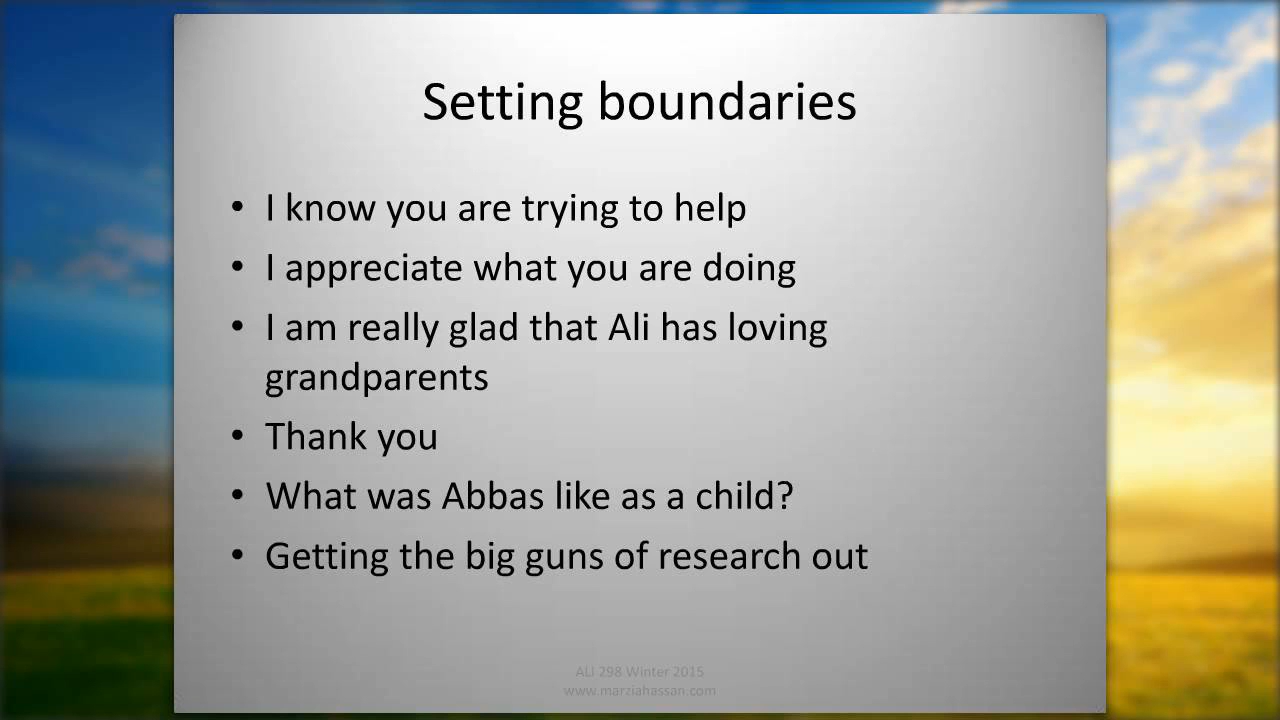 Setting boundaries
• I know you are trying to help
• I appreciate what you are doing
• I am really glad that Ali has loving
grandparents
• Thank you
• What was Abbas like as a child?
• Getting the big guns of research out
ALI 298 Winter 2015
www.marziahassan.com